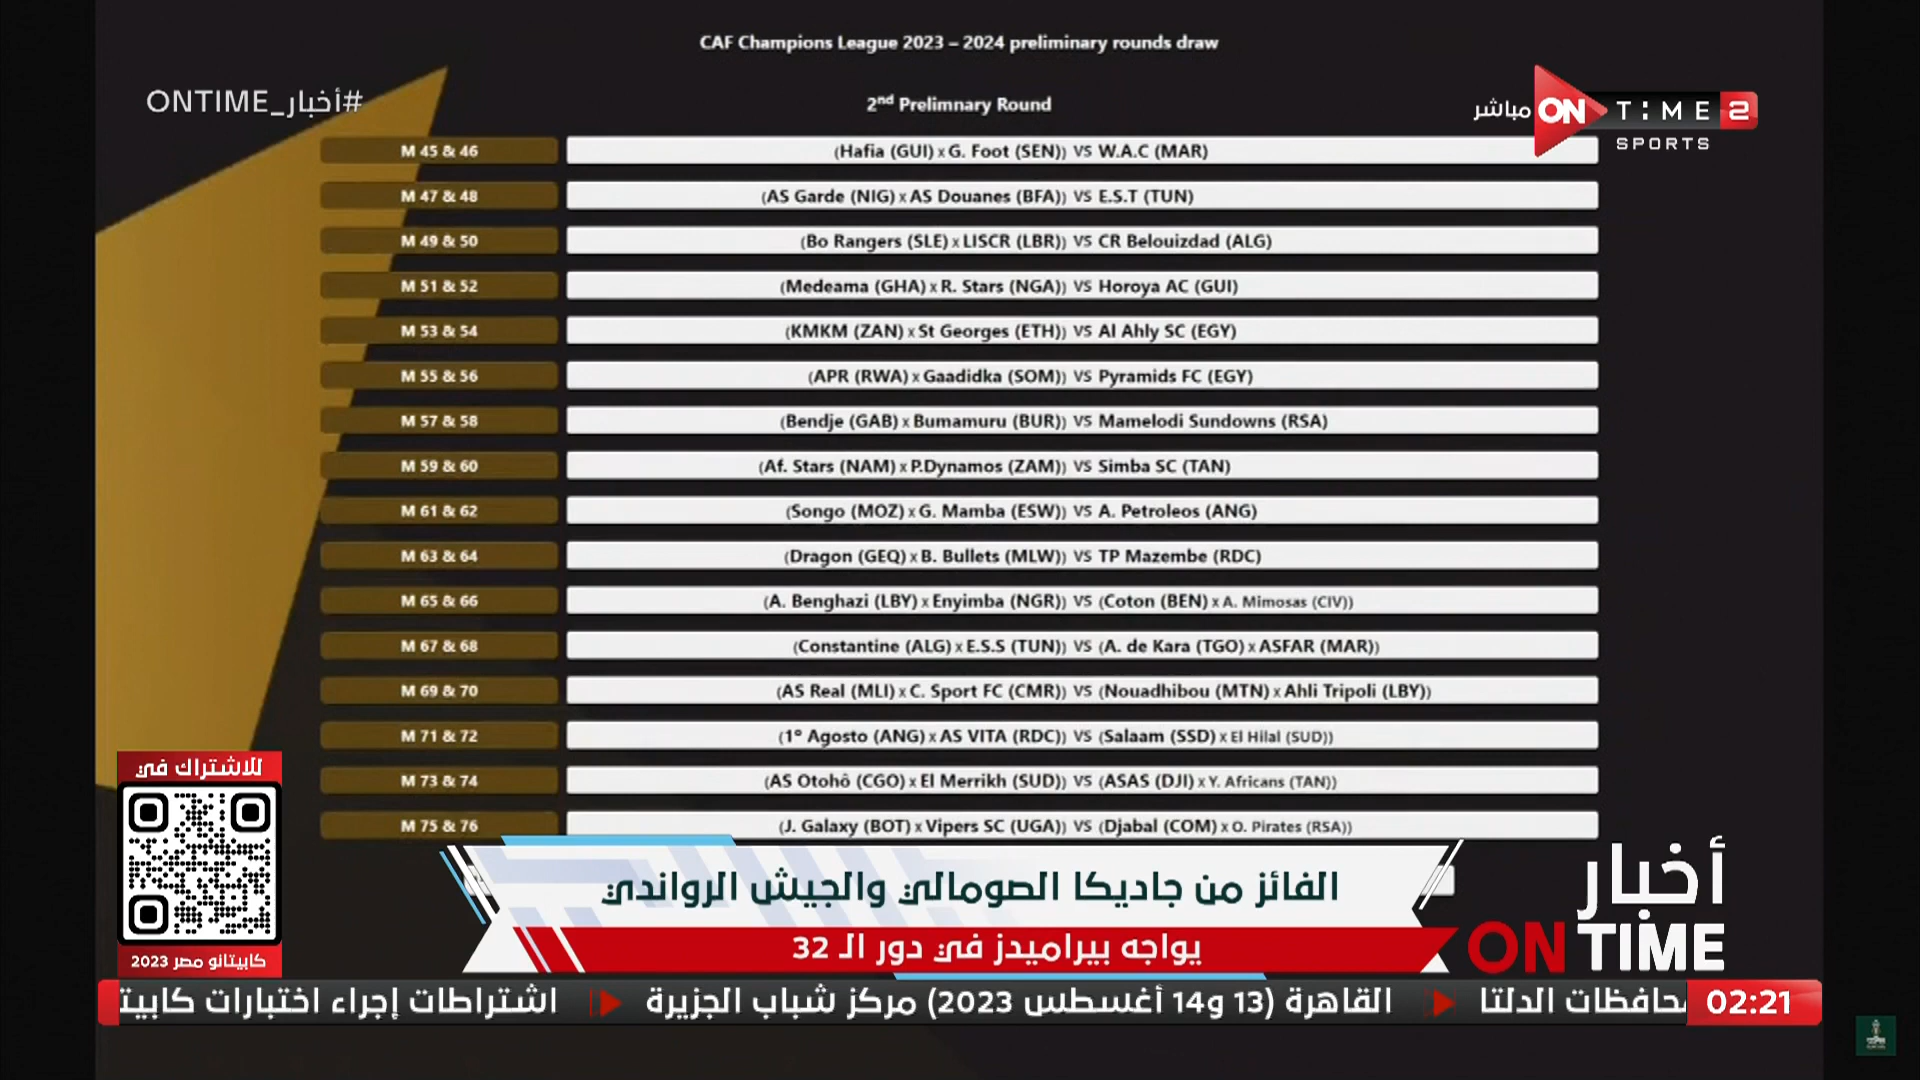 CAF Champions League 2023 – 2024 preliminary rounds draw
#أخبار_ONTIME
2nd Prelimnary Round
مباشر ON TIME 2
SPORTS
M 45 & 46 (Hafia (GUI) x G. Foot (SEN)) VS W.A.C (MAR)
M 47 & 48 (AS Garde (NIG) x AS Douanes (BFA)) VS E.S.T (TUN)
M 49 & 50 (Bo Rangers (SLE) x LISCR (LBR)) VS CR Belouizdad (ALG)
M 51 & 52 (Medeama (GHA) x R. Stars (NGA)) VS Horoya AC (GUI)
M 53 & 54 (KMKM (ZAN) x St Georges (ETH)) VS Al Ahly SC (EGY)
M 55 & 56 (APR (RWA) x Gaadidka (SOM)) VS Pyramids FC (EGY)
M 57 & 58 (Bendje (GAB) x Bumamuru (BUR)) VS Mamelodi Sundowns (RSA)
M 59 & 60 (Af. Stars (NAM) x P.Dynamos (ZAM)) VS Simba SC (TAN)
M 61 & 62 (Songo (MOZ) x G. Mamba (ESW)) VS A. Petroleos (ANG)
M 63 & 64 (Dragon (GEQ) x B. Bullets (MLW)) VS TP Mazembe (RDC)
M 65 & 66 (A. Benghazi (LBY) x Enyimba (NGR)) VS (Coton (BEN) x A. Mimosas (CIV))
M 67 & 68 (Constantine (ALG) x E.S.S (TUN)) VS (A. de Kara (TGO) x ASFAR (MAR))
M 69 & 70 (AS Real (MLI) x C. Sport FC (CMR)) VS (Nouadhibou (MTN) x Ahli Tripoli (LBY))
M 71 & 72 (1° Agosto (ANG) x AS VITA (RDC)) VS (Salaam (SSD) x El Hilal (SUD))
M 73 & 74 (AS Otohô (CGO) x El Merrikh (SUD)) VS (ASAS (DJI) x Y. Africans (TAN))
M 75 & 76 (J. Galaxy (BOT) x Vipers SC (UGA)) VS (Djabal (COM) x O. Pirates (RSA))
للاشتراك في
كابيتانو مصر 2023
الفائز من جاديكا الصومالي والجيش الرواندي
يواجه بيراميدز في دور الـ 32
أخبار
ON TIME
02:21 محافظات الدلتا القاهرة (13 و14 أغسطس 2023) مركز شباب الجزيرة اشتراطات إجراء اختبارات كابيت